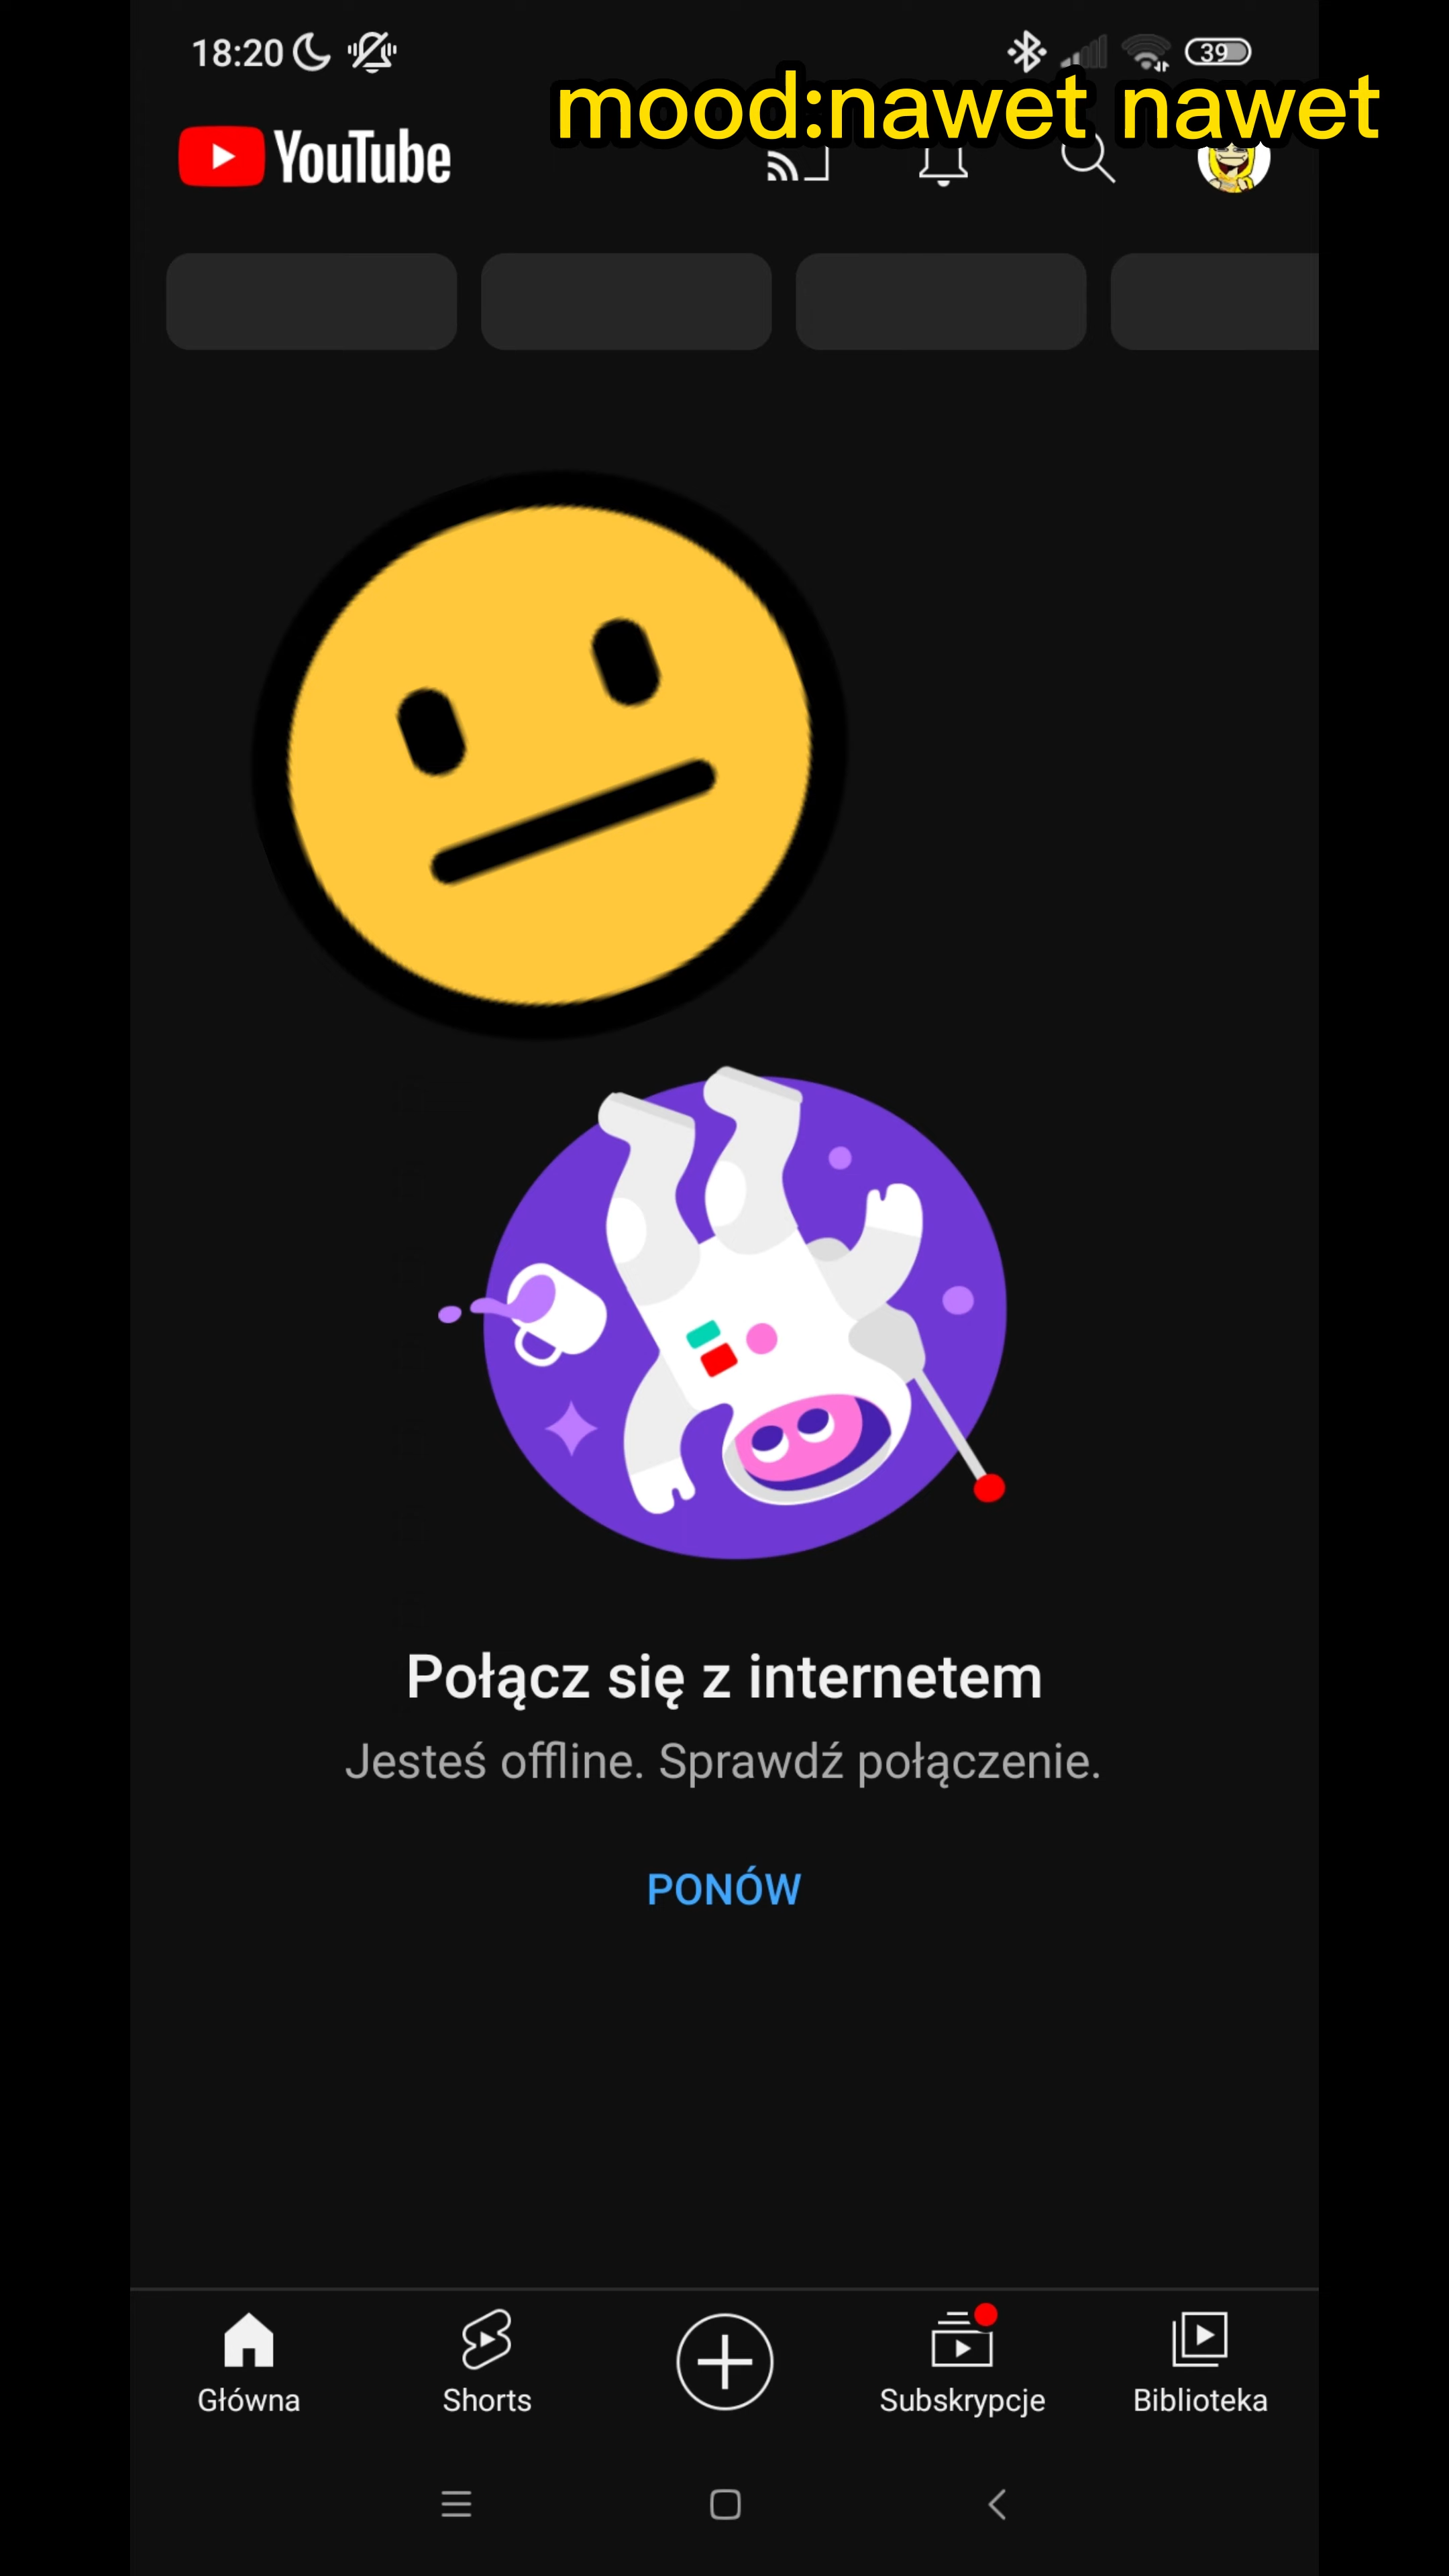 18:20
39
mood:nawet nawet
YouTube
Połącz się z internetem
Jesteś offline. Sprawdź połączenie.
PONÓW
Główna
Shorts
Subskrypcje
Biblioteka